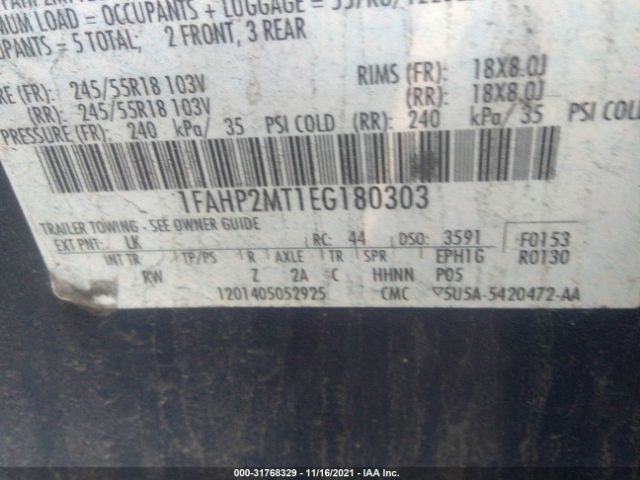 MUM LOAD = OCCUPANTS + LUGGAGE =
UPANTS = 5 TOTAL; 2 FRONT, 3 REAR
RE (FR): 245/55R18 103V RIMS (FR): 18X8.0J
(RR): 245/55R18 103V (RR): 18X8.0J
PRESSURE (FR): 240 kPa/ 35 PSI COLD (RR): 240 kPa/ 35 PSI COLD
1FAHP2MT1EG180303
TRAILER TOWING - SEE OWNER GUIDE
EXT PNT: LK RC: 44 DSO: 3591 F0153
INT TR TP/PS R AXLE TR SPR EPH1G R0130
RW Z 2A C HHNN P05
1201405052925 CMC ▽5U5A-5420472-AA
000-31768329 - 11/16/2021 - IAA Inc.